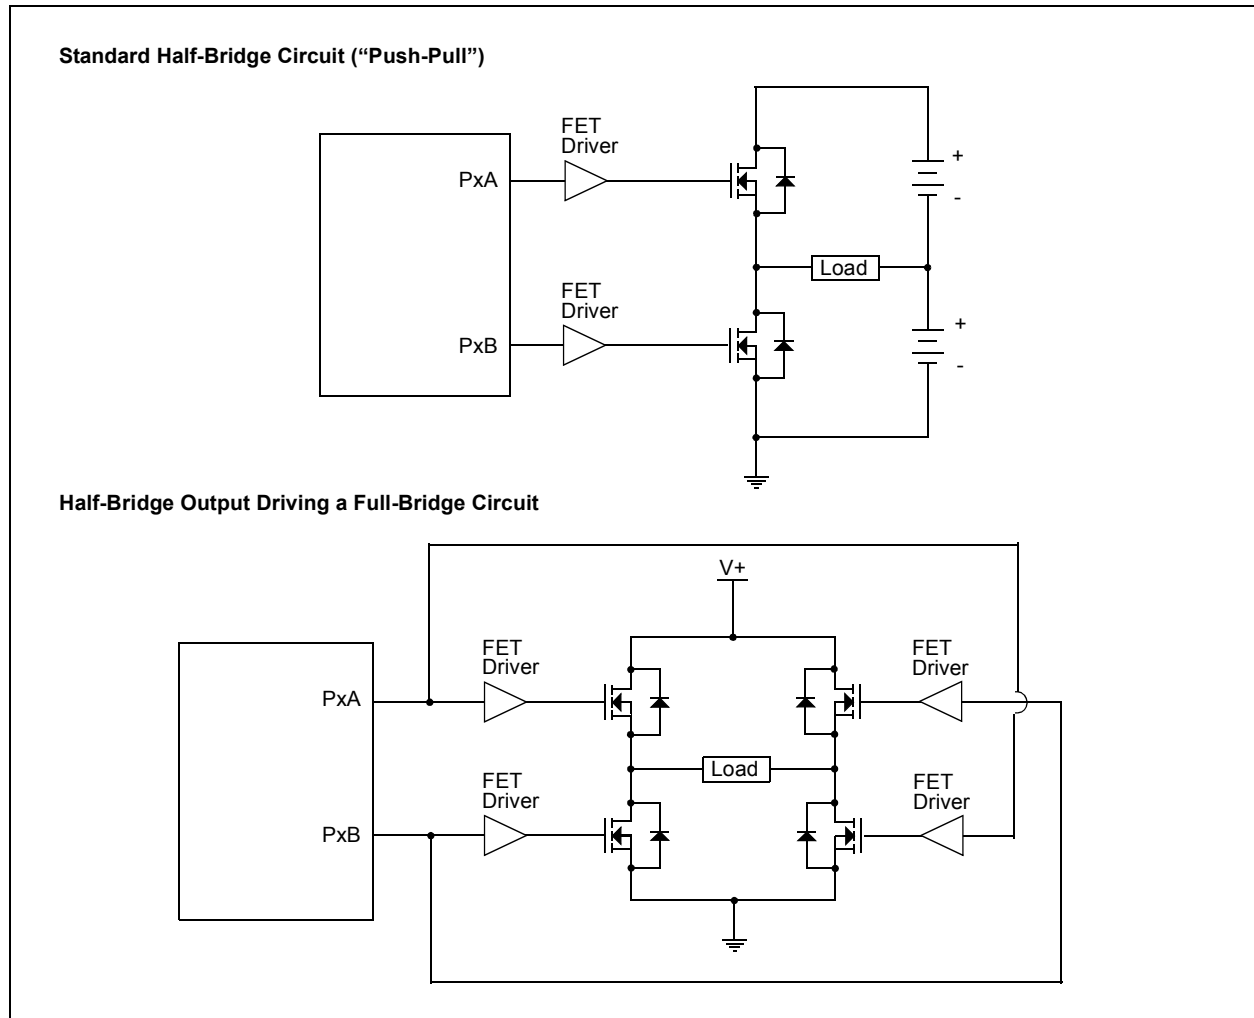 Standard Half-Bridge Circuit (“Push-Pull”)
FET
Driver
PxA
+
-
Load
FET
Driver
PxB
+
-
Half-Bridge Output Driving a Full-Bridge Circuit
V+
FET
Driver
FET
Driver
PxA
Load
FET
Driver
FET
Driver
PxB